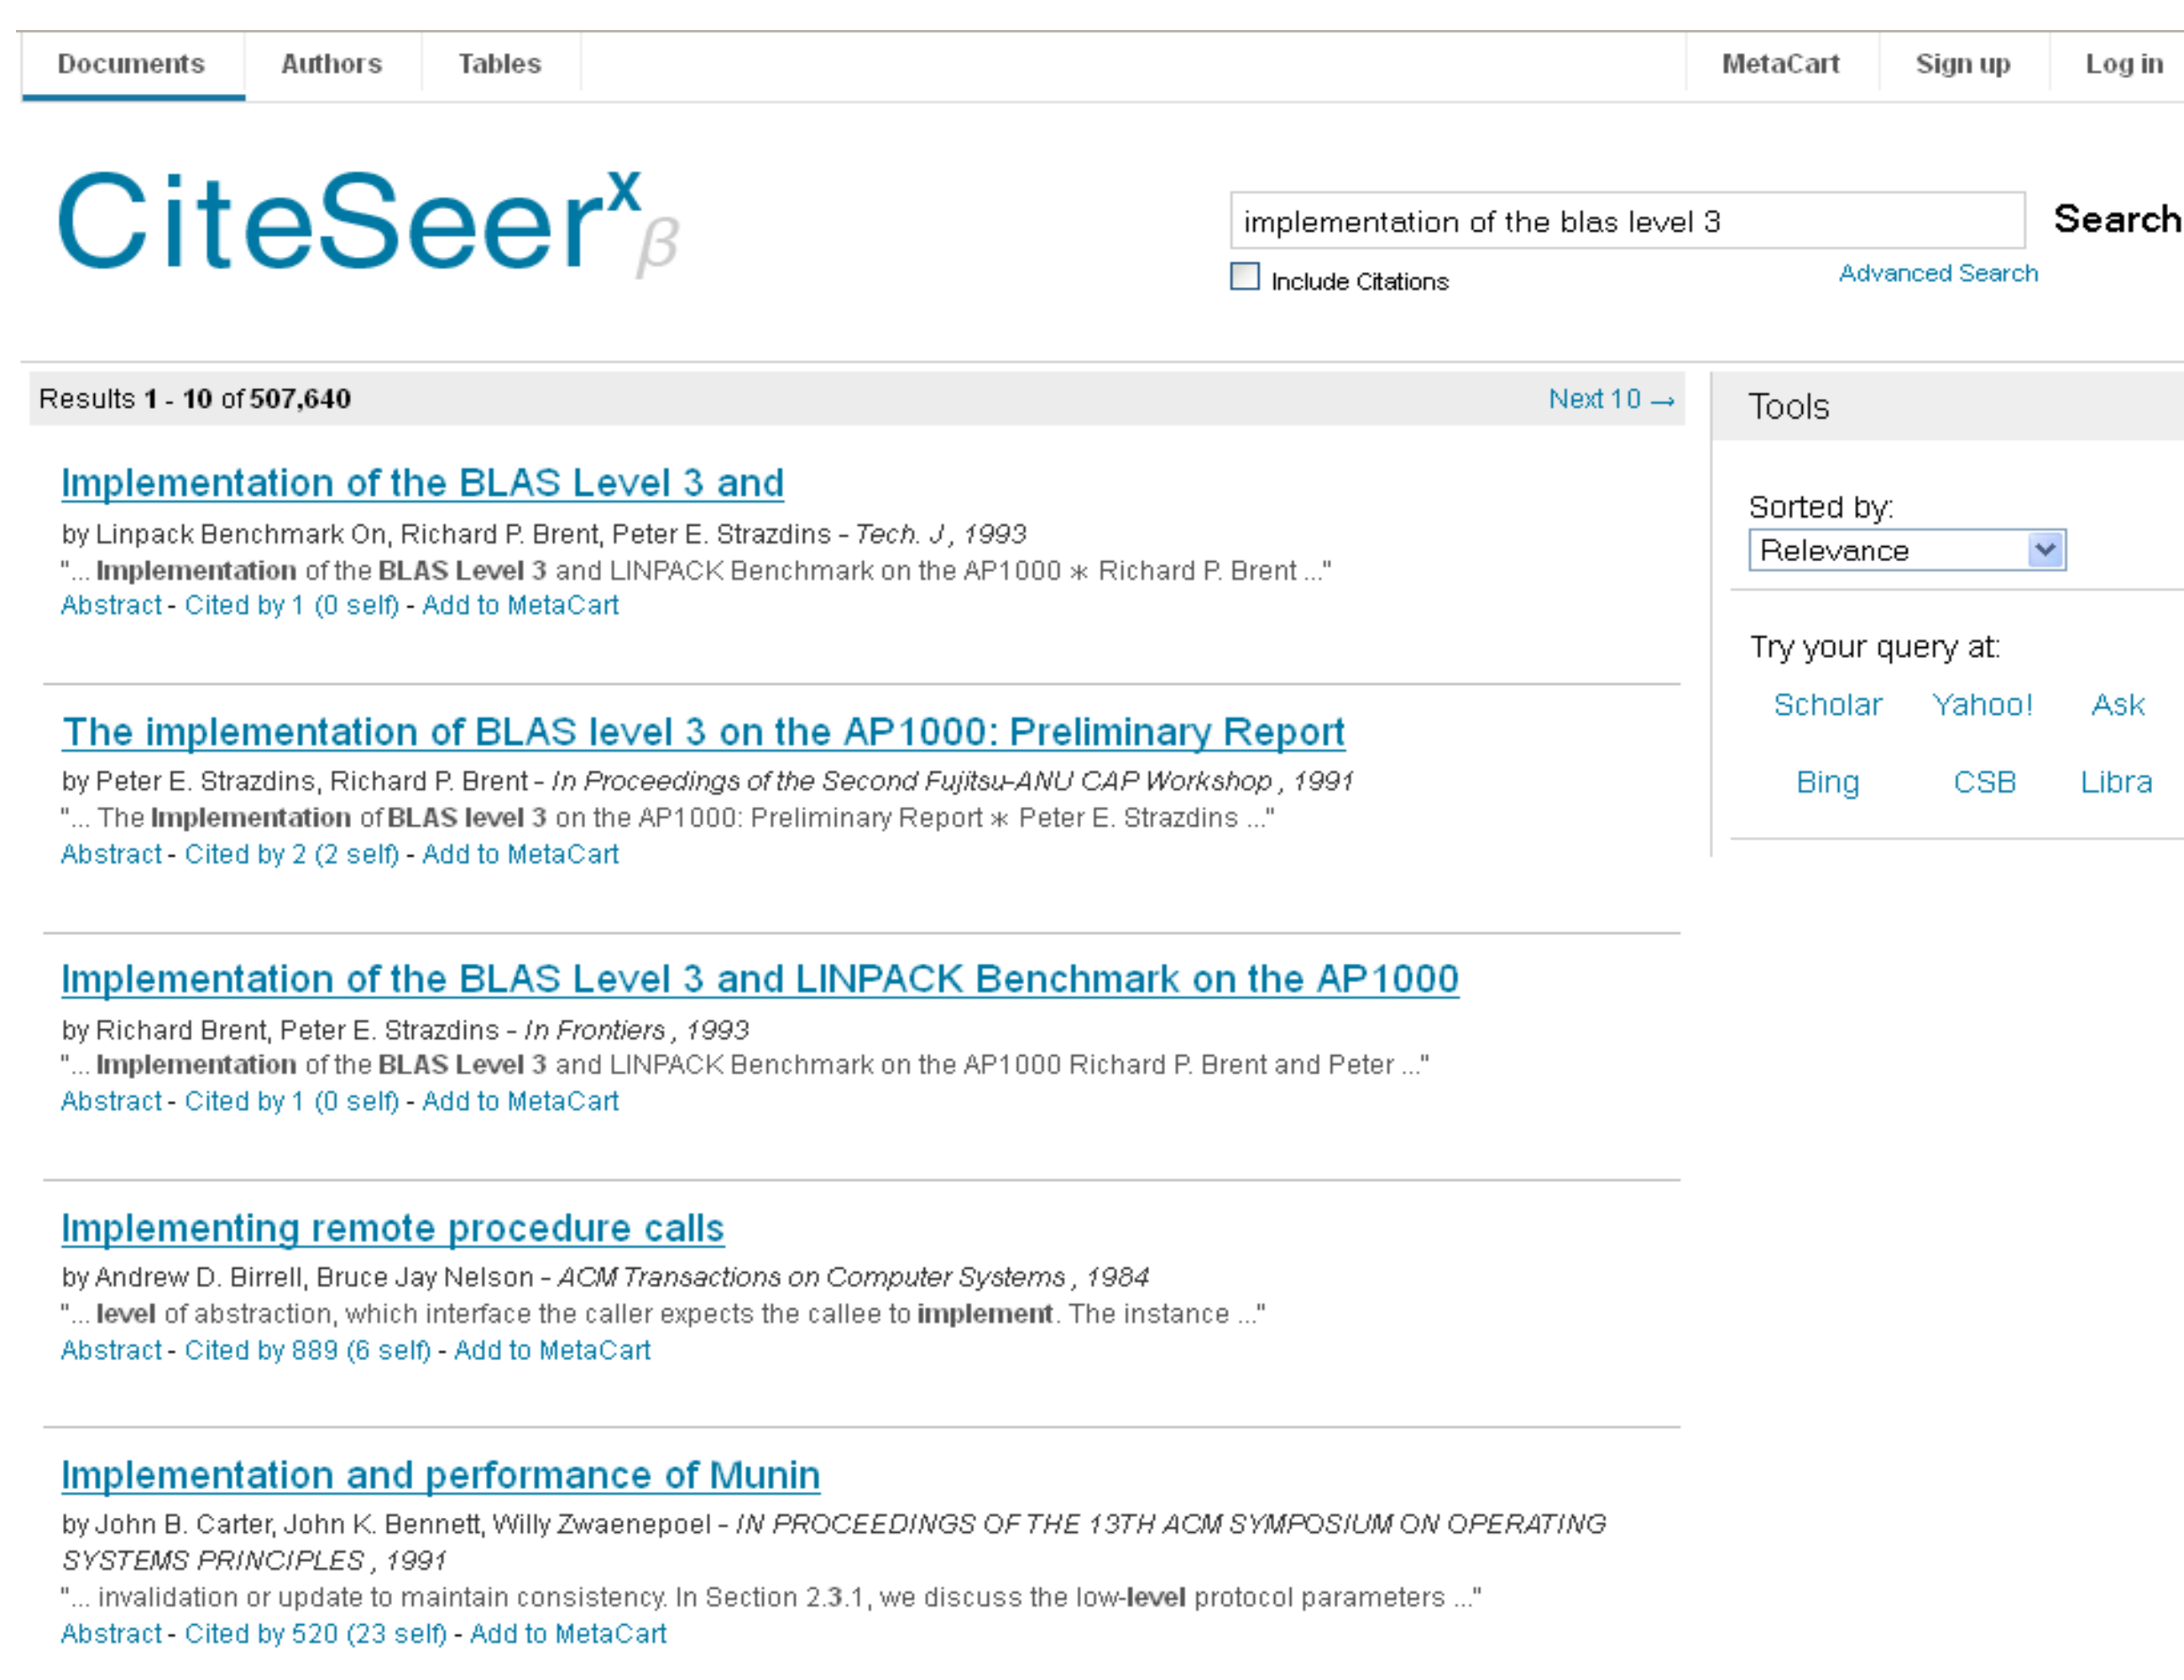 Documents Authors Tables MetaCart Sign up Log in
CiteSeerx β
implementation of the blas level 3 Search
Include Citations Advanced Search
Results 1 - 10 of 507,640 Next 10 →
Tools
Sorted by:
Relevance
Try your query at:
Scholar Yahoo! Ask
Bing CSB Libra
Implementation of the BLAS Level 3 and
by Linpack Benchmark On, Richard P. Brent, Peter E. Strazdins - Tech. J, 1993
"... Implementation of the BLAS Level 3 and LINPACK Benchmark on the AP1000 ∗ Richard P. Brent ..."
Abstract - Cited by 1 (0 self) - Add to MetaCart
The implementation of BLAS level 3 on the AP1000: Preliminary Report
by Peter E. Strazdins, Richard P. Brent - In Proceedings of the Second Fujitsu-ANU CAP Workshop, 1991
"... The Implementation of BLAS level 3 on the AP1000: Preliminary Report ∗ Peter E. Strazdins ..."
Abstract - Cited by 2 (2 self) - Add to MetaCart
Implementation of the BLAS Level 3 and LINPACK Benchmark on the AP1000
by Richard Brent, Peter E. Strazdins - In Frontiers, 1993
"... Implementation of the BLAS Level 3 and LINPACK Benchmark on the AP1000 Richard P. Brent and Peter ..."
Abstract - Cited by 1 (0 self) - Add to MetaCart
Implementing remote procedure calls
by Andrew D. Birrell, Bruce Jay Nelson - ACM Transactions on Computer Systems, 1984
"... level of abstraction, which interface the caller expects the callee to implement. The instance ..."
Abstract - Cited by 889 (6 self) - Add to MetaCart
Implementation and performance of Munin
by John B. Carter, John K. Bennett, Willy Zwaenepoel - IN PROCEEDINGS OF THE 13TH ACM SYMPOSIUM ON OPERATING
SYSTEMS PRINCIPLES, 1991
"... invalidation or update to maintain consistency. In Section 2.3.1, we discuss the low-level protocol parameters ..."
Abstract - Cited by 520 (23 self) - Add to MetaCart